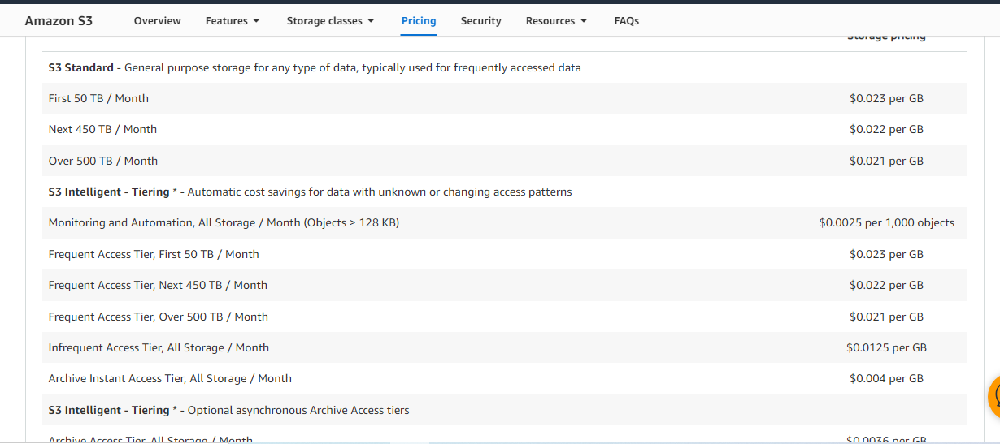 Amazon S3 Overview Features Storage classes Pricing Security Resources FAQs
Storage pricing
S3 Standard - General purpose storage for any type of data, typically used for frequently accessed data
First 50 TB / Month $0.023 per GB
Next 450 TB / Month $0.022 per GB
Over 500 TB / Month $0.021 per GB
S3 Intelligent - Tiering * - Automatic cost savings for data with unknown or changing access patterns
Monitoring and Automation, All Storage / Month (Objects > 128 KB) $0.0025 per 1,000 objects
Frequent Access Tier, First 50 TB / Month $0.023 per GB
Frequent Access Tier, Next 450 TB / Month $0.022 per GB
Frequent Access Tier, Over 500 TB / Month $0.021 per GB
Infrequent Access Tier, All Storage / Month $0.0125 per GB
Archive Instant Access Tier, All Storage / Month $0.004 per GB
S3 Intelligent - Tiering * - Optional asynchronous Archive Access tiers
Archive Access Tier, All Storage / Month $0.0036 per GB